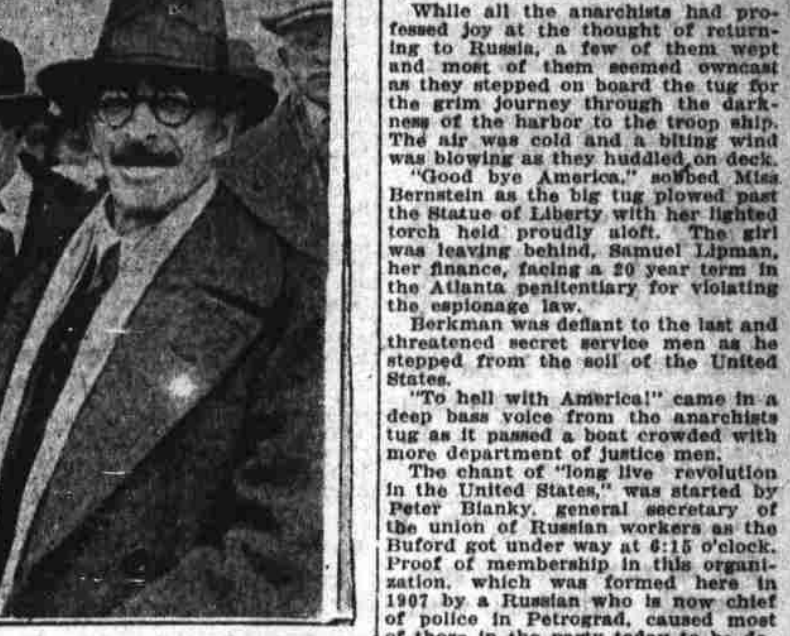 While all the anarchists had pro-
fessed joy at the thought of return-
ing to Russia, a few of them wept
and most of them seemed owncast
as they stepped on board the tug for
the grim journey through the dark-
ness of the harbor to the troop ship.
The air was cold and a biting wind
was blowing as they huddled on deck.
"Good bye America," sobbed Miss
Bernstein as the big tug plowed past
the Statue of Liberty with her lighted
torch held proudly aloft. The girl
was leaving behind, Samuel Lipman,
her finance, facing a 20 year term in
the Atlanta penitentiary for violating
the espionage law.
Berkman was defiant to the last and
threatened secret service men as he
stepped from the soil of the United
States.
"To hell with America!" came in a
deep bass voice from the anarchists
tug as it passed a boat crowded with
more department of justice men.
The chant of "long live revolution
in the United States," was started by
Peter Bianky, general secretary of
the union of Russian workers as the
Buford got under way at 6:15 o'clock.
Proof of membership in this organi-
zation, which was formed here in
1907 by a Russian who is now chief
of police in Petrograd, caused most